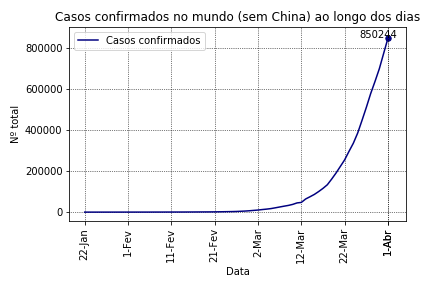 Casos confirmados no mundo (sem China) ao longo dos dias
Casos confirmados
850244
Nº total
800000
600000
400000
200000
0
22-Jan
1-Fev
11-Fev
21-Fev
2-Mar
12-Mar
22-Mar
1-Abr
Data